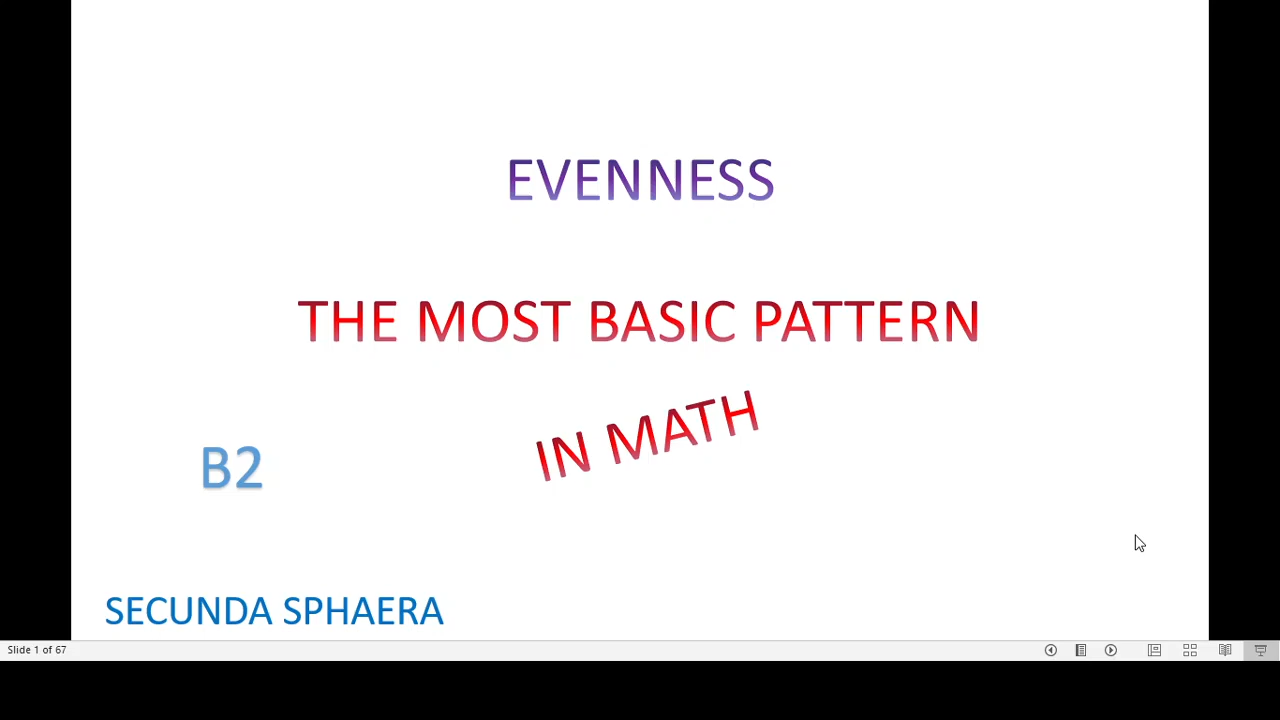 EVENNESS
THE MOST BASIC PATTERN
IN MATH
B2
SECUNDA SPHAERA
Slide 1 of 67